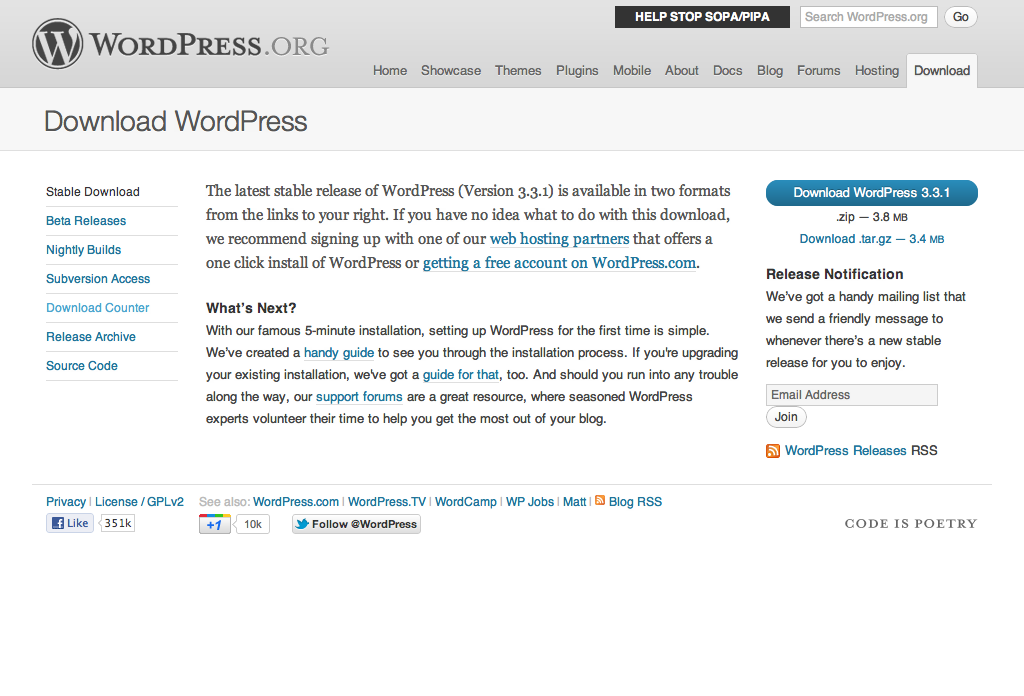 HELP STOP SOPA/PIPA
Search WordPress.org
Go
WORDPRESS.ORG
Home Showcase Themes Plugins Mobile About Docs Blog Forums Hosting Download
Download WordPress
Stable Download
Beta Releases
Nightly Builds
Subversion Access
Download Counter
Release Archive
Source Code
The latest stable release of WordPress (Version 3.3.1) is available in two formats
from the links to your right. If you have no idea what to do with this download,
we recommend signing up with one of our web hosting partners that offers a
one click install of WordPress or getting a free account on WordPress.com.
What's Next?
With our famous 5-minute installation, setting up WordPress for the first time is simple.
We've created a handy guide to see you through the installation process. If you're upgrading
your existing installation, we've got a guide for that, too. And should you run into any trouble
along the way, our support forums are a great resource, where seasoned WordPress
experts volunteer their time to help you get the most out of your blog.
Download WordPress 3.3.1
.zip — 3.8 MB
Download .tar.gz — 3.4 MB
Release Notification
We've got a handy mailing list that
we send a friendly message to
whenever there's a new stable
release for you to enjoy.
Email Address
Join
WordPress Releases RSS
Privacy | License / GPLv2 See also: WordPress.com | WordPress.TV | WordCamp | WP Jobs | Matt | Blog RSS
Like 351k +1 10k Follow @WordPress
CODE IS POETRY